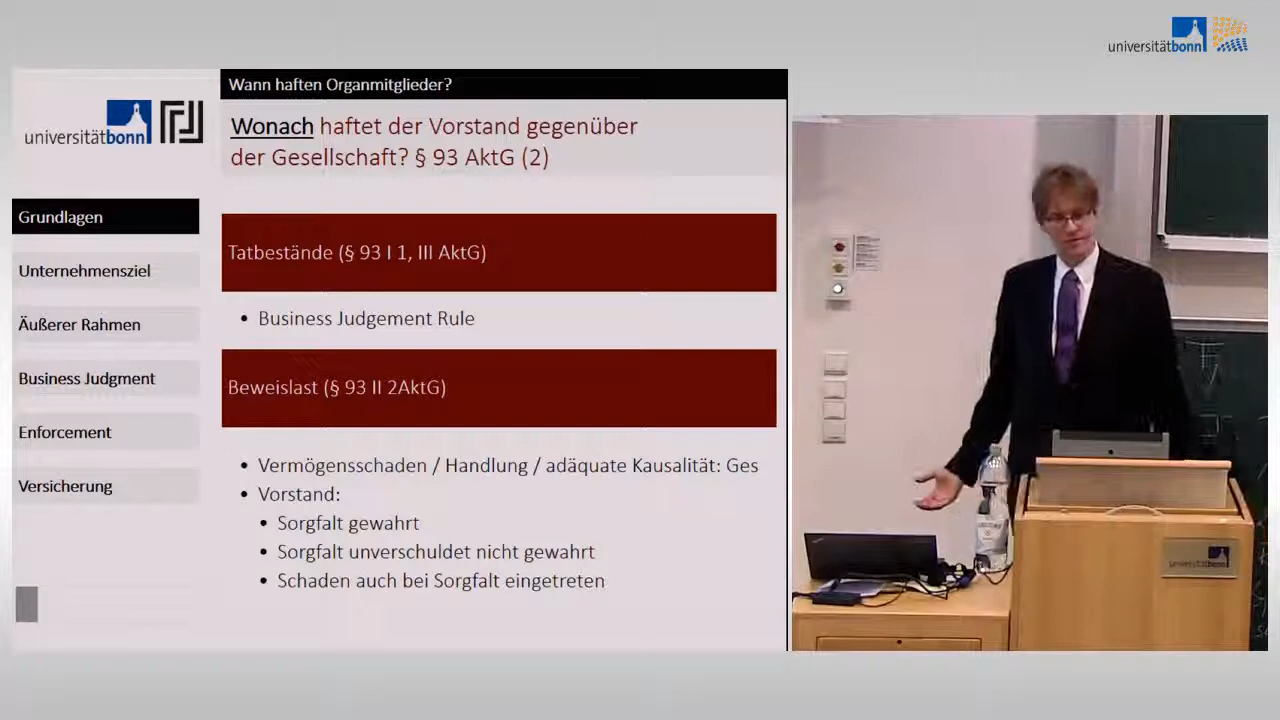 universitätbonn
Wann haften Organmitglieder?
universitätbonn
Wonach haftet der Vorstand gegenüber
der Gesellschaft? § 93 AktG (2)
Grundlagen
Unternehmensziel
Äußerer Rahmen
Business Judgment
Enforcement
Versicherung
Tatbestände (§ 93 I 1, III AktG)
• Business Judgement Rule
Beweislast (§ 93 II 2AktG)
• Vermögensschaden / Handlung / adäquate Kausalität: Ges
• Vorstand:
• Sorgfalt gewahrt
• Sorgfalt unverschuldet nicht gewahrt
• Schaden auch bei Sorgfalt eingetreten
universitätbonn